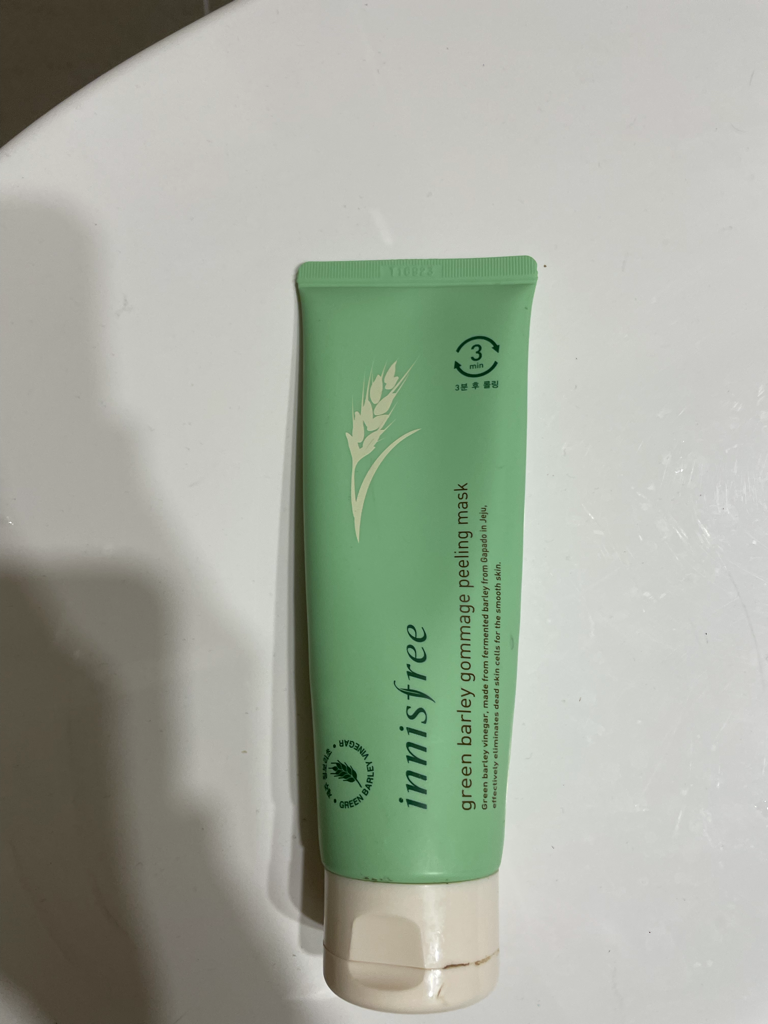 3
min
3분 후 롤링
innisfree
green barley gommage peeling mask
Green barley vinegar, made from fermented barley from Gapado in Jeju,
effectively eliminates dead skin cells for the smooth skin.
GREEN BARLEY VINEGAR